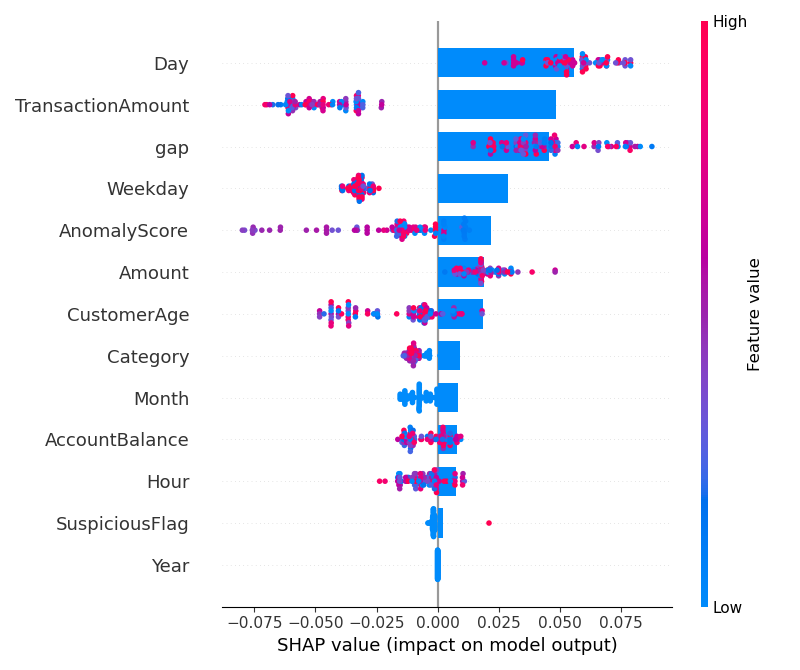 High
Day
TransactionAmount
gap
Weekday
AnomalyScore
Amount
CustomerAge
Category
Month
AccountBalance
Hour
SuspiciousFlag
Year
Feature value
Low
−0.075 −0.050 −0.025 0.000 0.025 0.050 0.075
SHAP value (impact on model output)